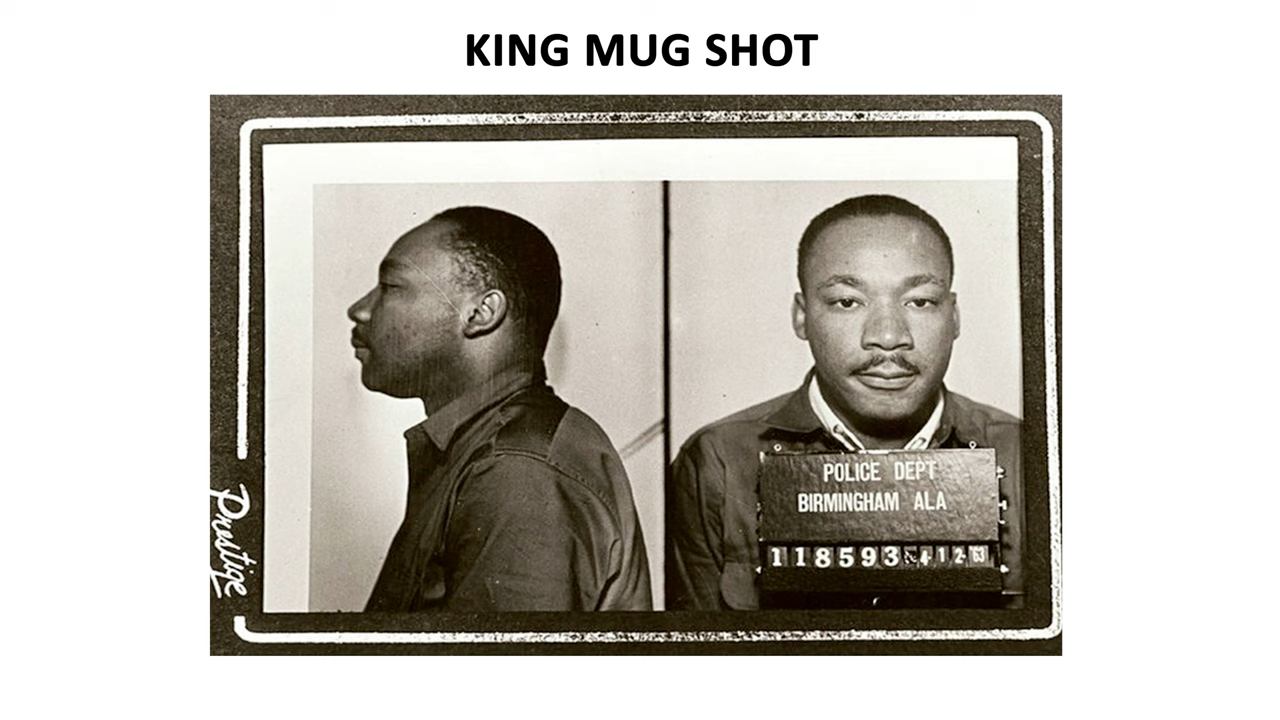 KING MUG SHOT
Prestige
POLICE DEPT
BIRMINGHAM ALA
118593 4 12 63